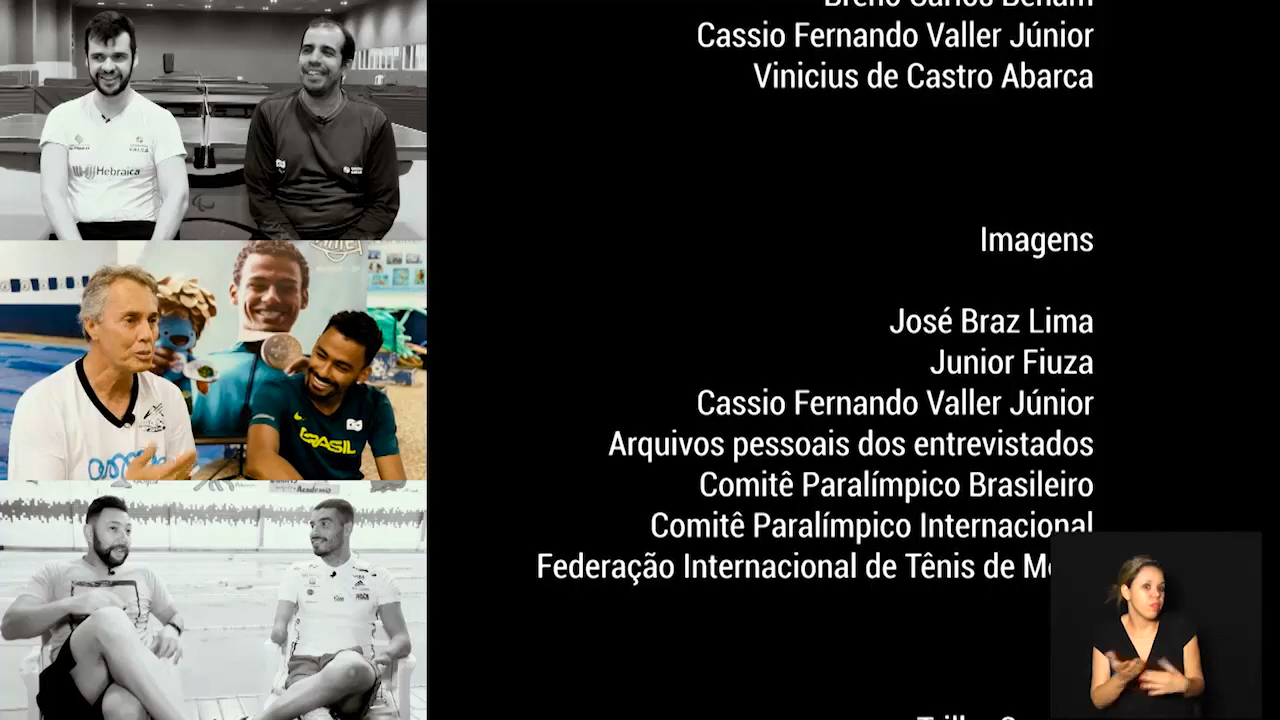 Cassio Fernando Valler Júnior
Vinicius de Castro Abarca
Imagens
José Braz Lima
Junior Fiuza
Cassio Fernando Valler Júnior
Arquivos pessoais dos entrevistados
Comitê Paralímpico Brasileiro
Comitê Paralímpico Internacional
Federação Internacional de Tênis de
Hebraica
BRASIL